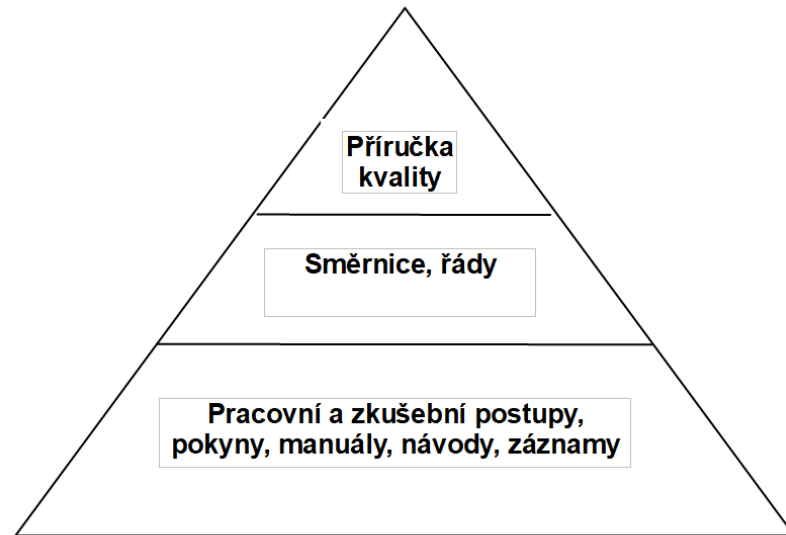 Příručka
kvality
Směrnice, řády
Pracovní a zkušební postupy,
pokyny, manuály, návody, záznamy